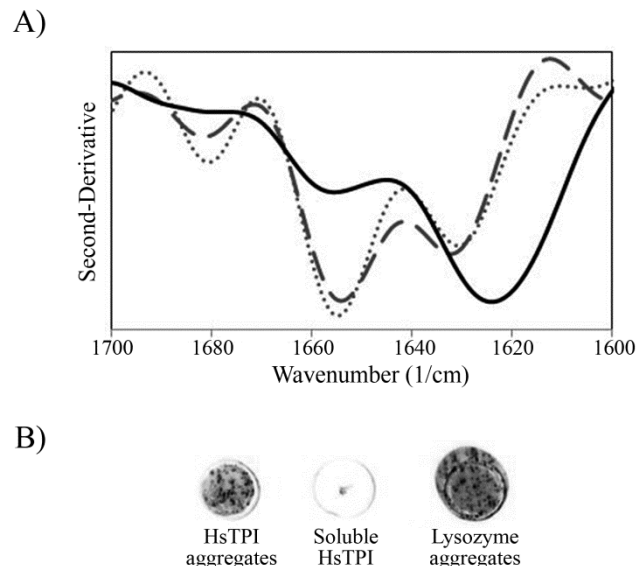 A)
Second-Derivative
1700 1680 1660 1640 1620 1600
Wavenumber (1/cm)
B)
HsTPI
aggregates
Soluble
HsTPI
Lysozyme
aggregates